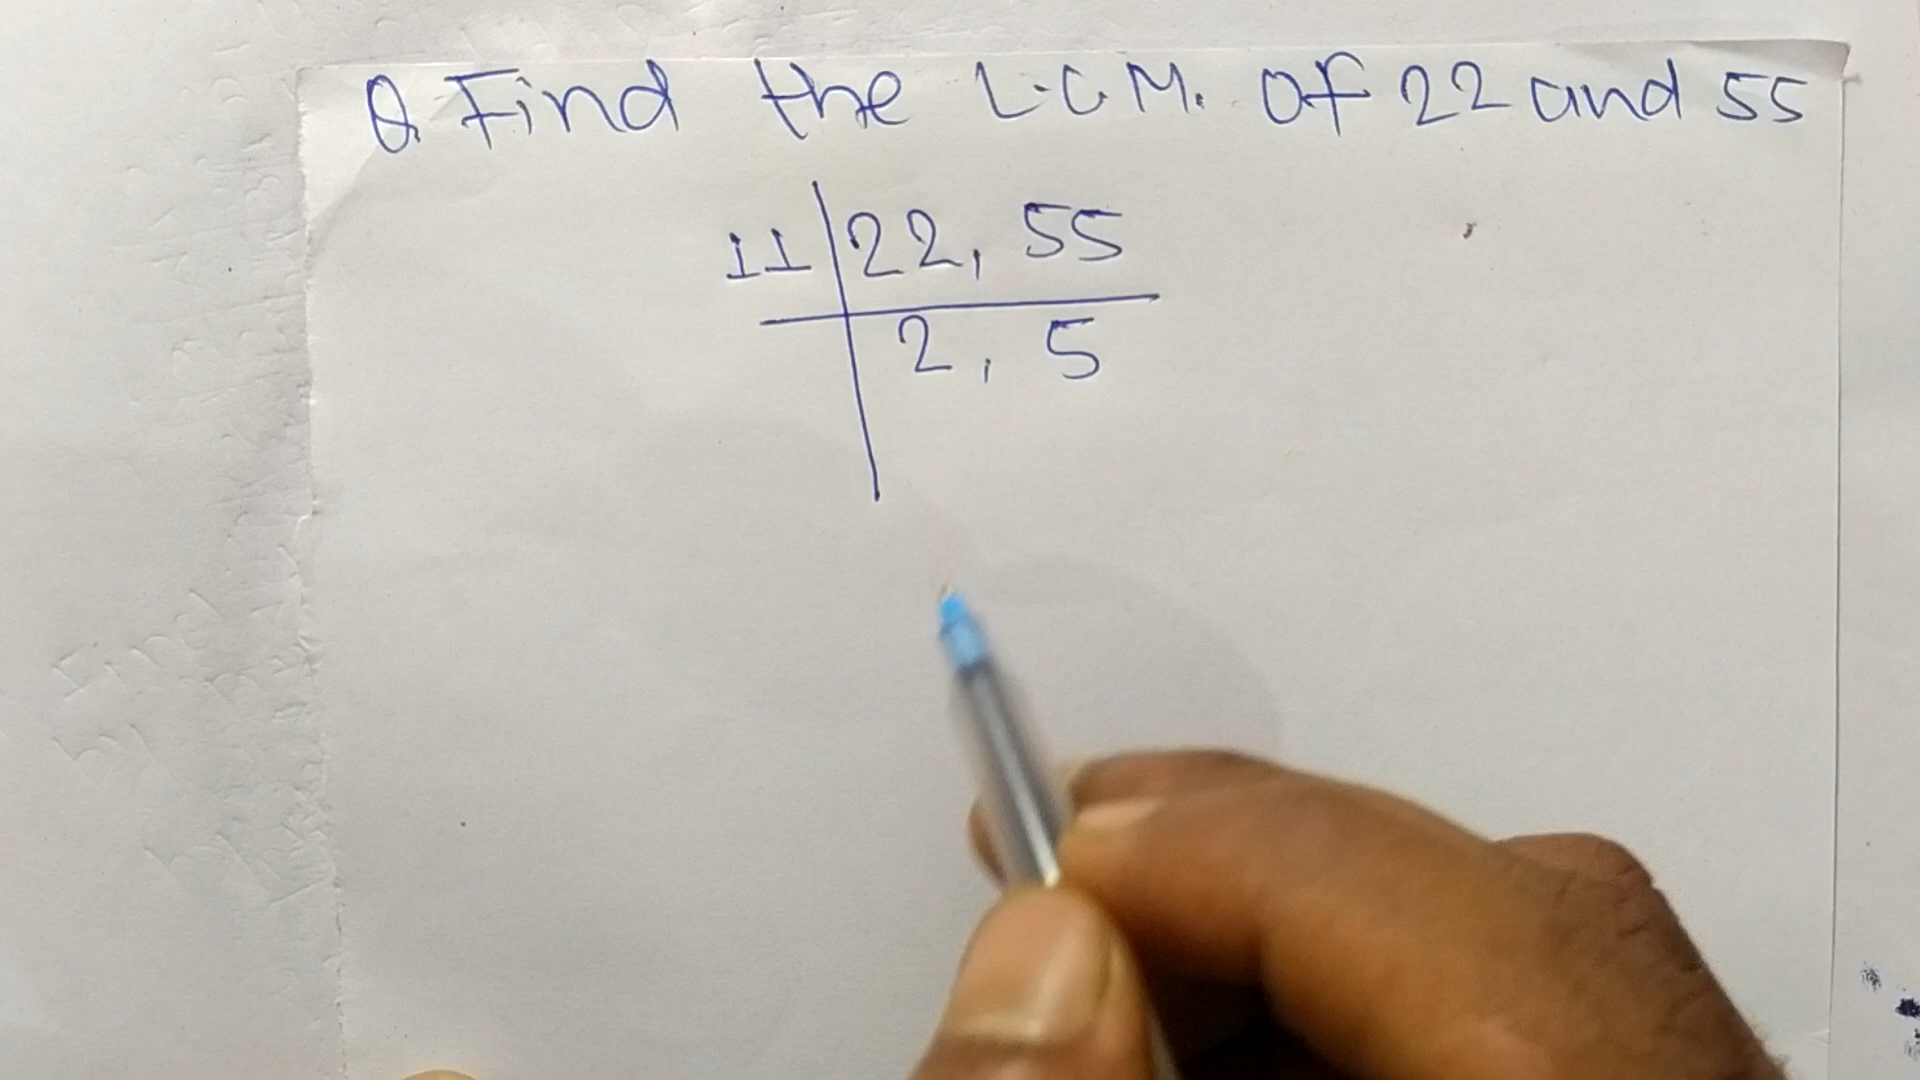 Q. Find the L.C.M. of 22 and 55
11 | 22, 55
2, 5